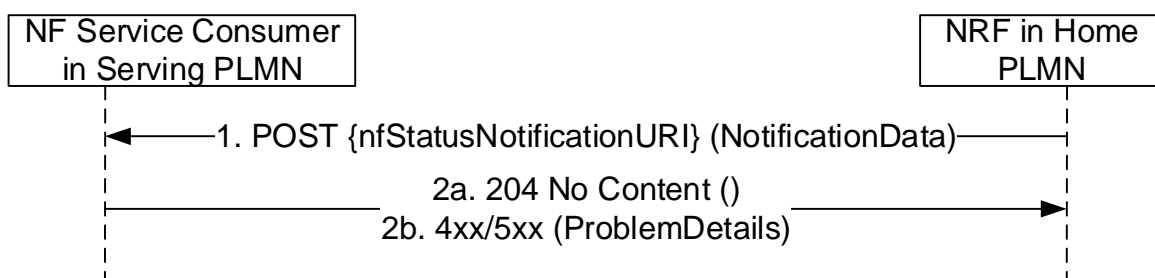 NF Service Consumer
in Serving PLMN
NRF in Home
PLMN
1. POST {nfStatusNotificationURI} (NotificationData)
2a. 204 No Content ()
2b. 4xx/5xx (ProblemDetails)